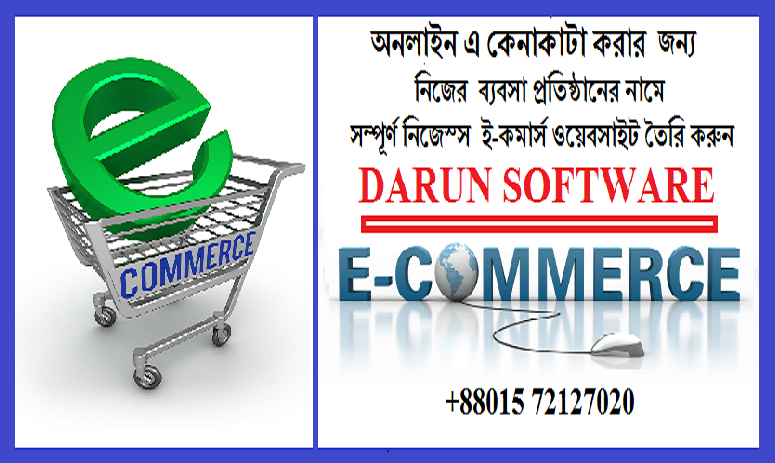 e
COMMERCE
অনলাইন এ কেনাকাটা করার জন্য
নিজের ব্যবসা প্রতিষ্ঠানের নামে
সম্পূর্ণ নিজেস্স ই-কমার্স ওয়েবসাইট তৈরি করুন
DARUN SOFTWARE
E-COMMERCE
+88015 72127020